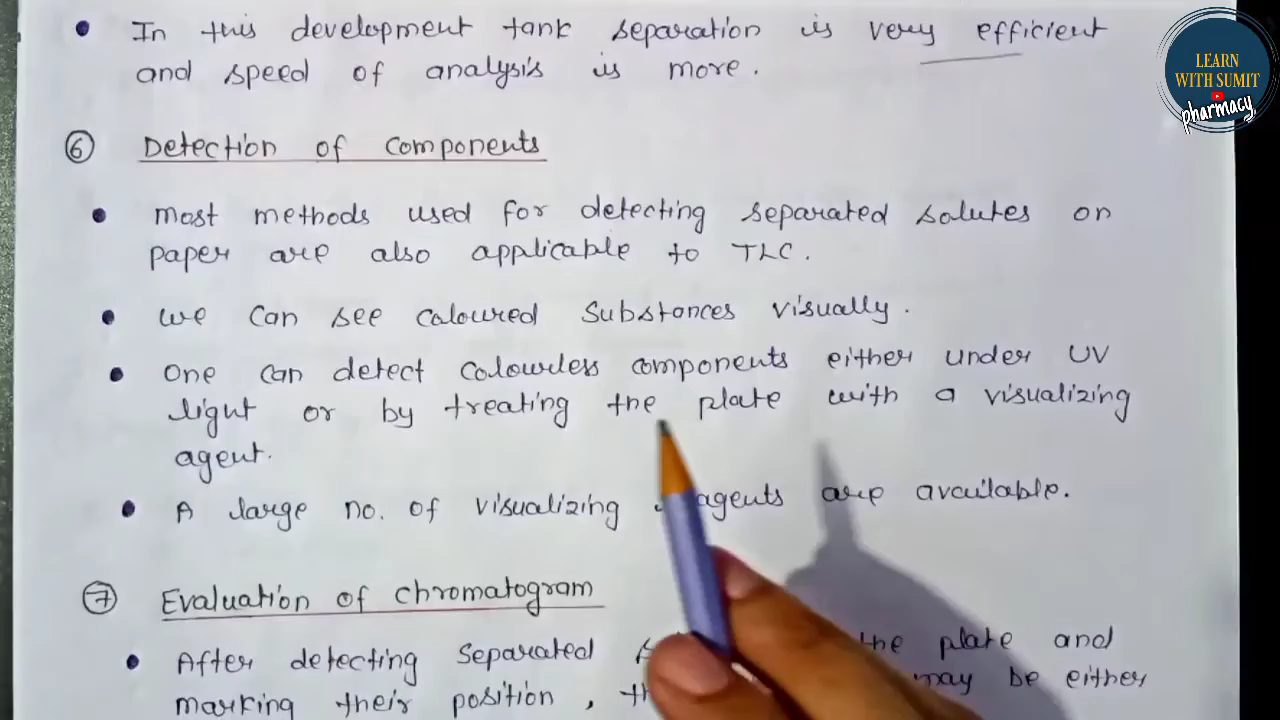 • In this development tank separation is very efficient
and speed of analysis is more.
⑥ Detection of components
• most methods used for detecting separated solutes on
paper are also applicable to TLC.
• we can see coloured substances visually.
• One can detect colourless components either under UV
light or by treating the plate with a visualizing
agent.
• A large no. of visualizing agents are available.
⑦ Evaluation of chromatogram
• After detecting separated the plate and
marking their position, may be either
LEARN
WITH SUMIT
pharmacy